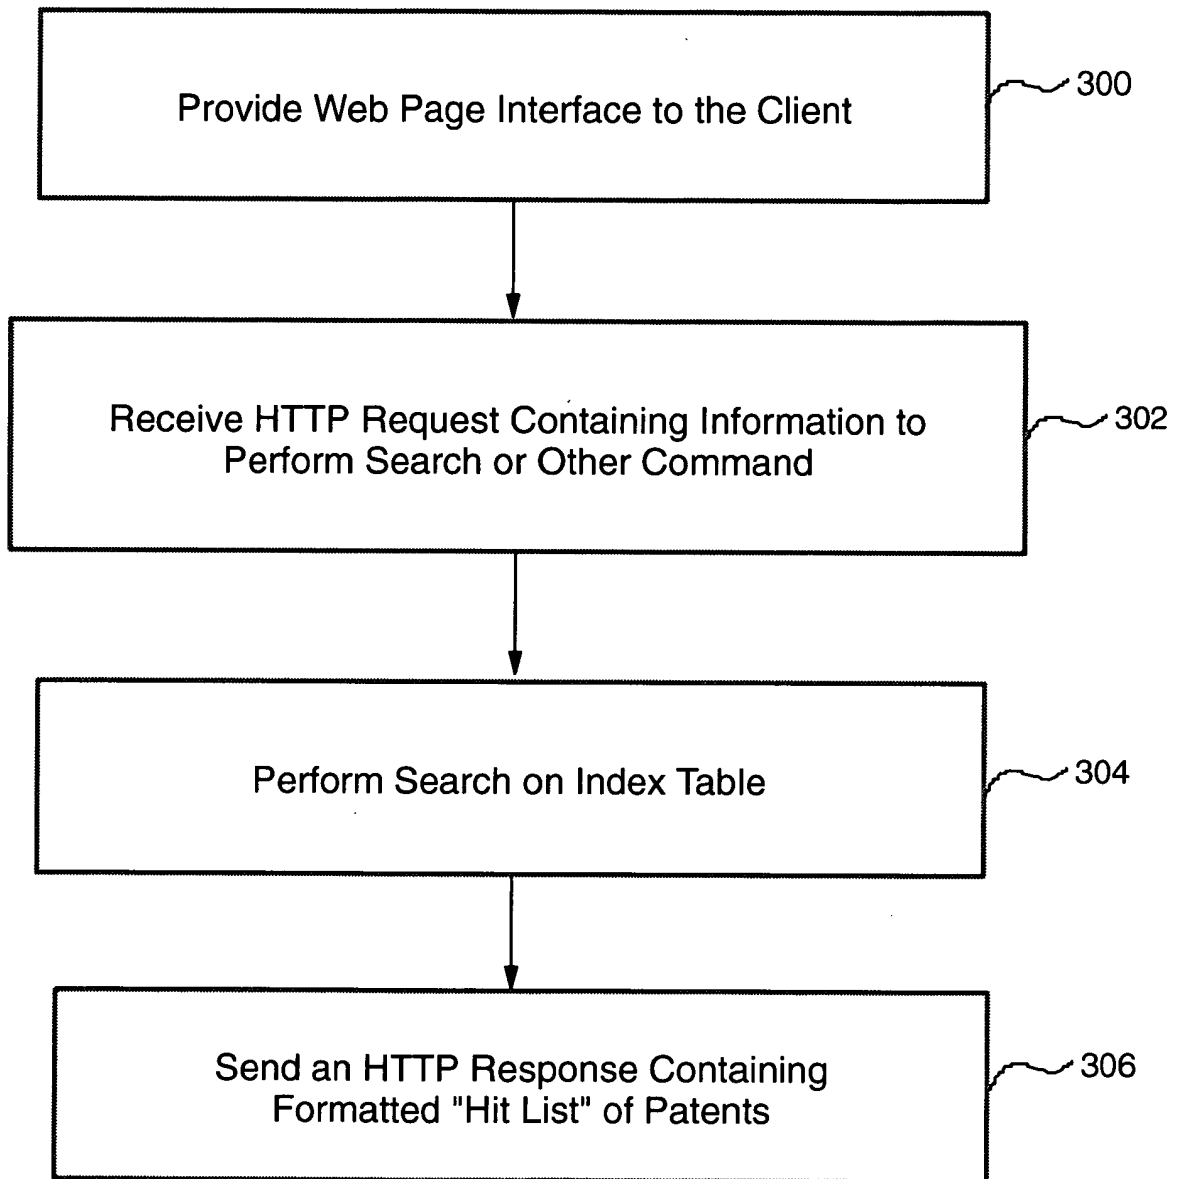 Provide Web Page Interface to the Client
300
Receive HTTP Request Containing Information to
Perform Search or Other Command
302
Perform Search on Index Table
304
Send an HTTP Response Containing
Formatted "Hit List" of Patents
306